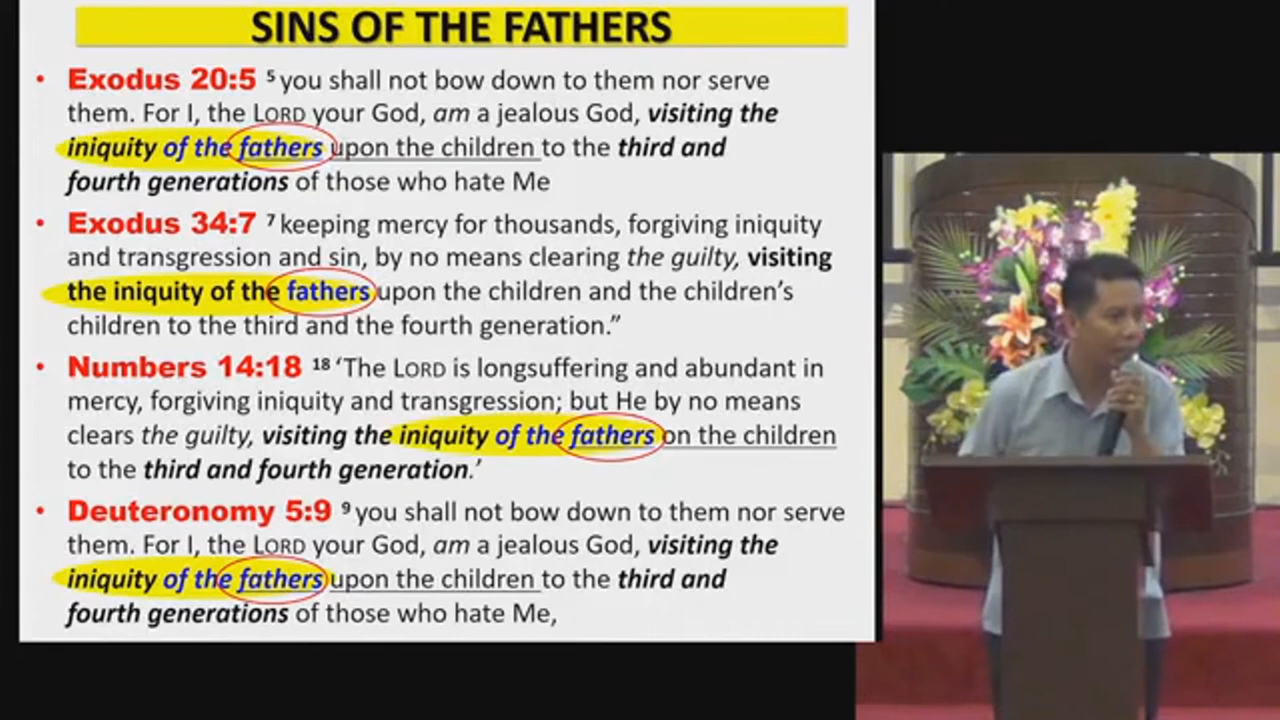 SINS OF THE FATHERS
• Exodus 20:5 ⁵ you shall not bow down to them nor serve
them. For I, the LORD your God, am a jealous God, visiting the
iniquity of the fathers upon the children to the third and
fourth generations of those who hate Me
• Exodus 34:7 ⁷ keeping mercy for thousands, forgiving iniquity
and transgression and sin, by no means clearing the guilty, visiting
the iniquity of the fathers upon the children and the children’s
children to the third and the fourth generation.”
• Numbers 14:18 ¹⁸ ‘The LORD is longsuffering and abundant in
mercy, forgiving iniquity and transgression; but He by no means
clears the guilty, visiting the iniquity of the fathers on the children
to the third and fourth generation.’
• Deuteronomy 5:9 ⁹ you shall not bow down to them nor serve
them. For I, the LORD your God, am a jealous God, visiting the
iniquity of the fathers upon the children to the third and
fourth generations of those who hate Me,